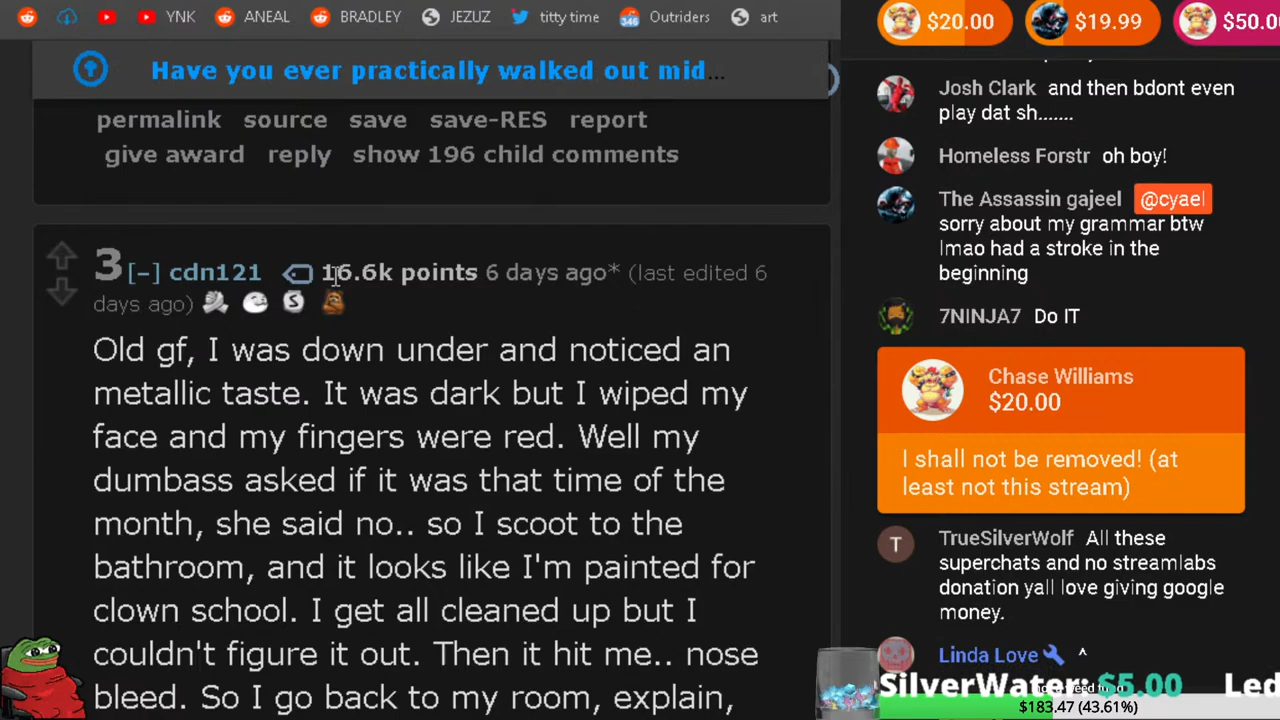 YNK ANEAL BRADLEY JEZUZ titty time 346 Outriders art
Have you ever practically walked out mid...
permalink source save save-RES report
give award reply show 196 child comments
3 [–] cdn121 16.6k points 6 days ago* (last edited 6
days ago) S
Old gf, I was down under and noticed an
metallic taste. It was dark but I wiped my
face and my fingers were red. Well my
dumbass asked if it was that time of the
month, she said no.. so I scoot to the
bathroom, and it looks like I'm painted for
clown school. I get all cleaned up but I
couldn't figure it out. Then it hit me.. nose
bleed. So I go back to my room, explain,
$20.00 $19.99 $50.0
Josh Clark and then bdont even
play dat sh.......
Homeless Forstr oh boy!
The Assassin gajeel @cyael
sorry about my grammar btw
lmao had a stroke in the
beginning
7NINJA7 Do IT
Chase Williams
$20.00
I shall not be removed! (at
least not this stream)
T TrueSilverWolf All these
superchats and no streamlabs
donation yall love giving google
money.
Linda Love ^
SilverWater: $5.00 Led
$183.47 (43.61%)